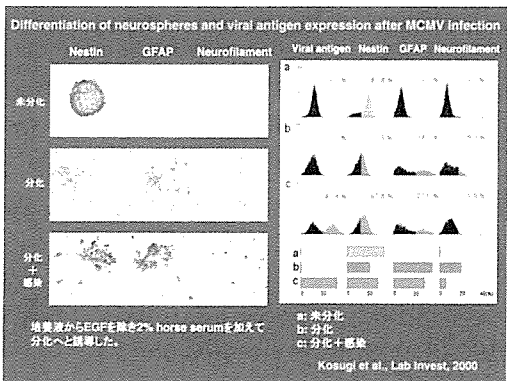 Differentiation of neurospheres and viral antigen expression after MCMV infection
Nestin GFAP Neurofilament
未分化
分化
分化
+
感染
Viral antigen Nestin GFAP Neurofilament
a
b
c
a
b
c
培養液からEGFを除き2% horse serumを加えて
分化へと誘導した。
a: 未分化
b: 分化
c: 分化+感染
Kosugi et al., Lab Invest, 2000